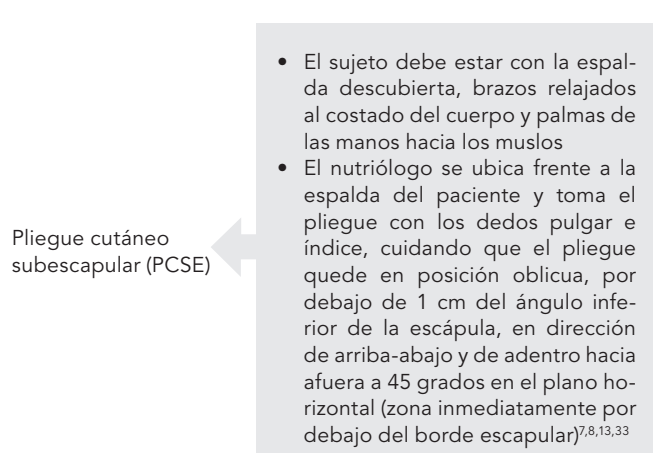 • El sujeto debe estar con la espal-
da descubierta, brazos relajados
al costado del cuerpo y palmas de
las manos hacia los muslos
• El nutriólogo se ubica frente a la
espalda del paciente y toma el
pliegue con los dedos pulgar e
índice, cuidando que el pliegue
quede en posición oblicua, por
debajo de 1 cm del ángulo infe-
rior de la escápula, en dirección
de arriba-abajo y de adentro hacia
afuera a 45 grados en el plano ho-
rizontal (zona inmediatamente por
debajo del borde escapular)7,8,13,33
Pliegue cutáneo
subescapular (PCSE)